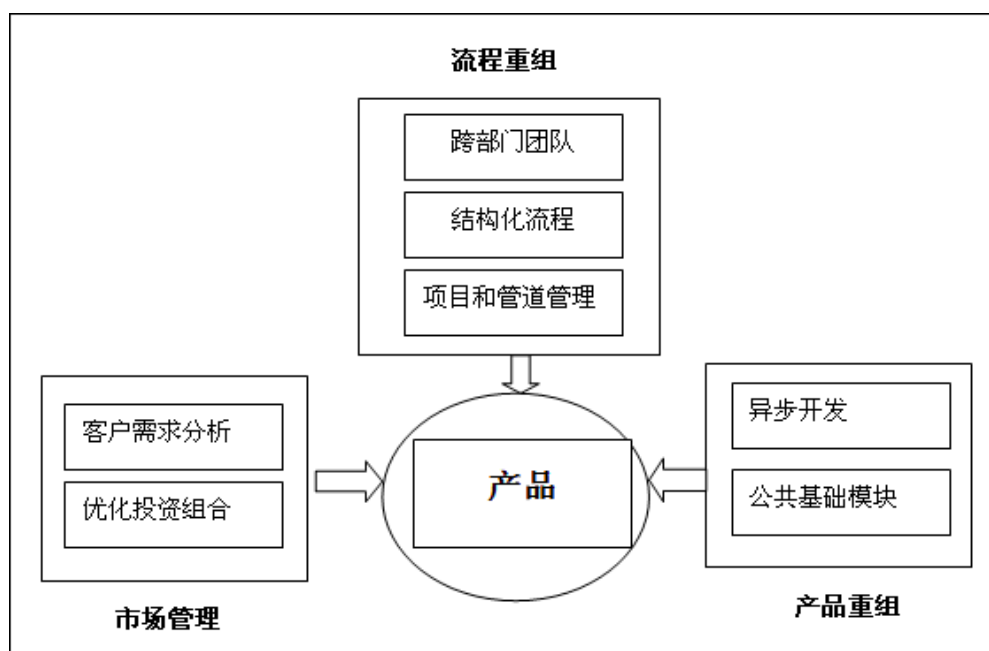 流程重组
跨部门团队
结构化流程
项目和管道管理
客户需求分析
优化投资组合
市场管理
产品
异步开发
公共基础模块
产品重组